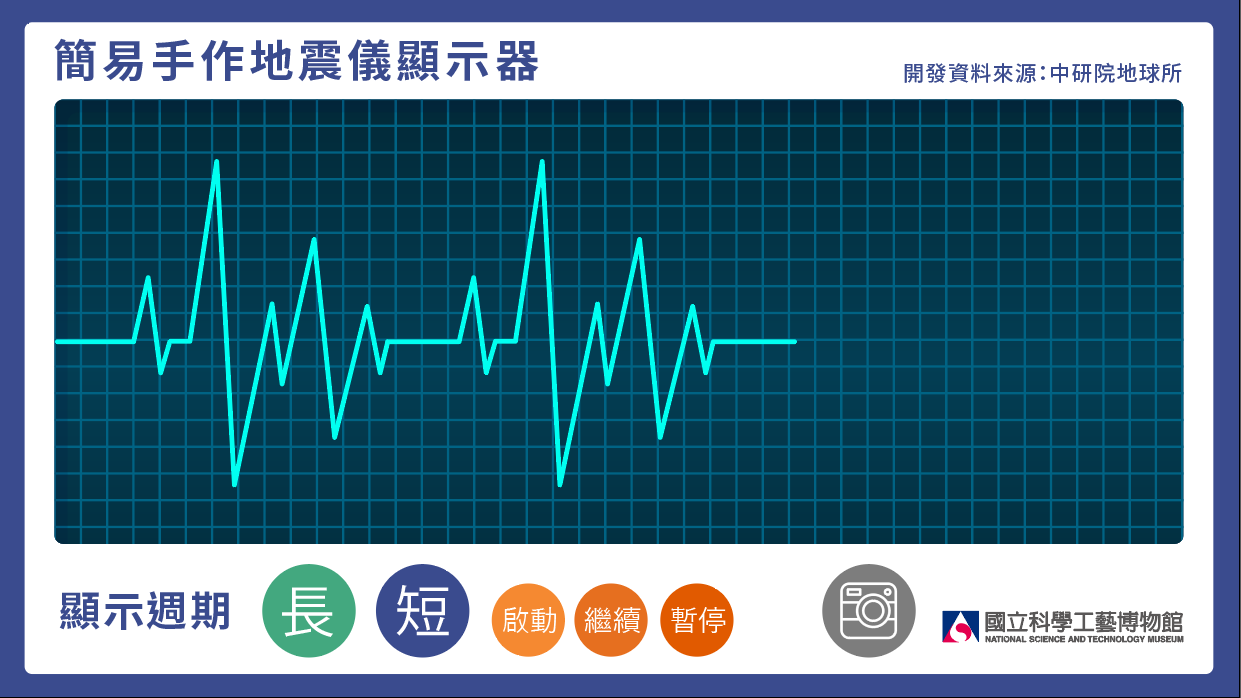 簡易手作地震儀顯示器
開發資料來源：中研院地球所
顯示週期
長
短
啟動
繼續
暫停
國立科學工藝博物館
NATIONAL SCIENCE AND TECHNOLOGY MUSEUM